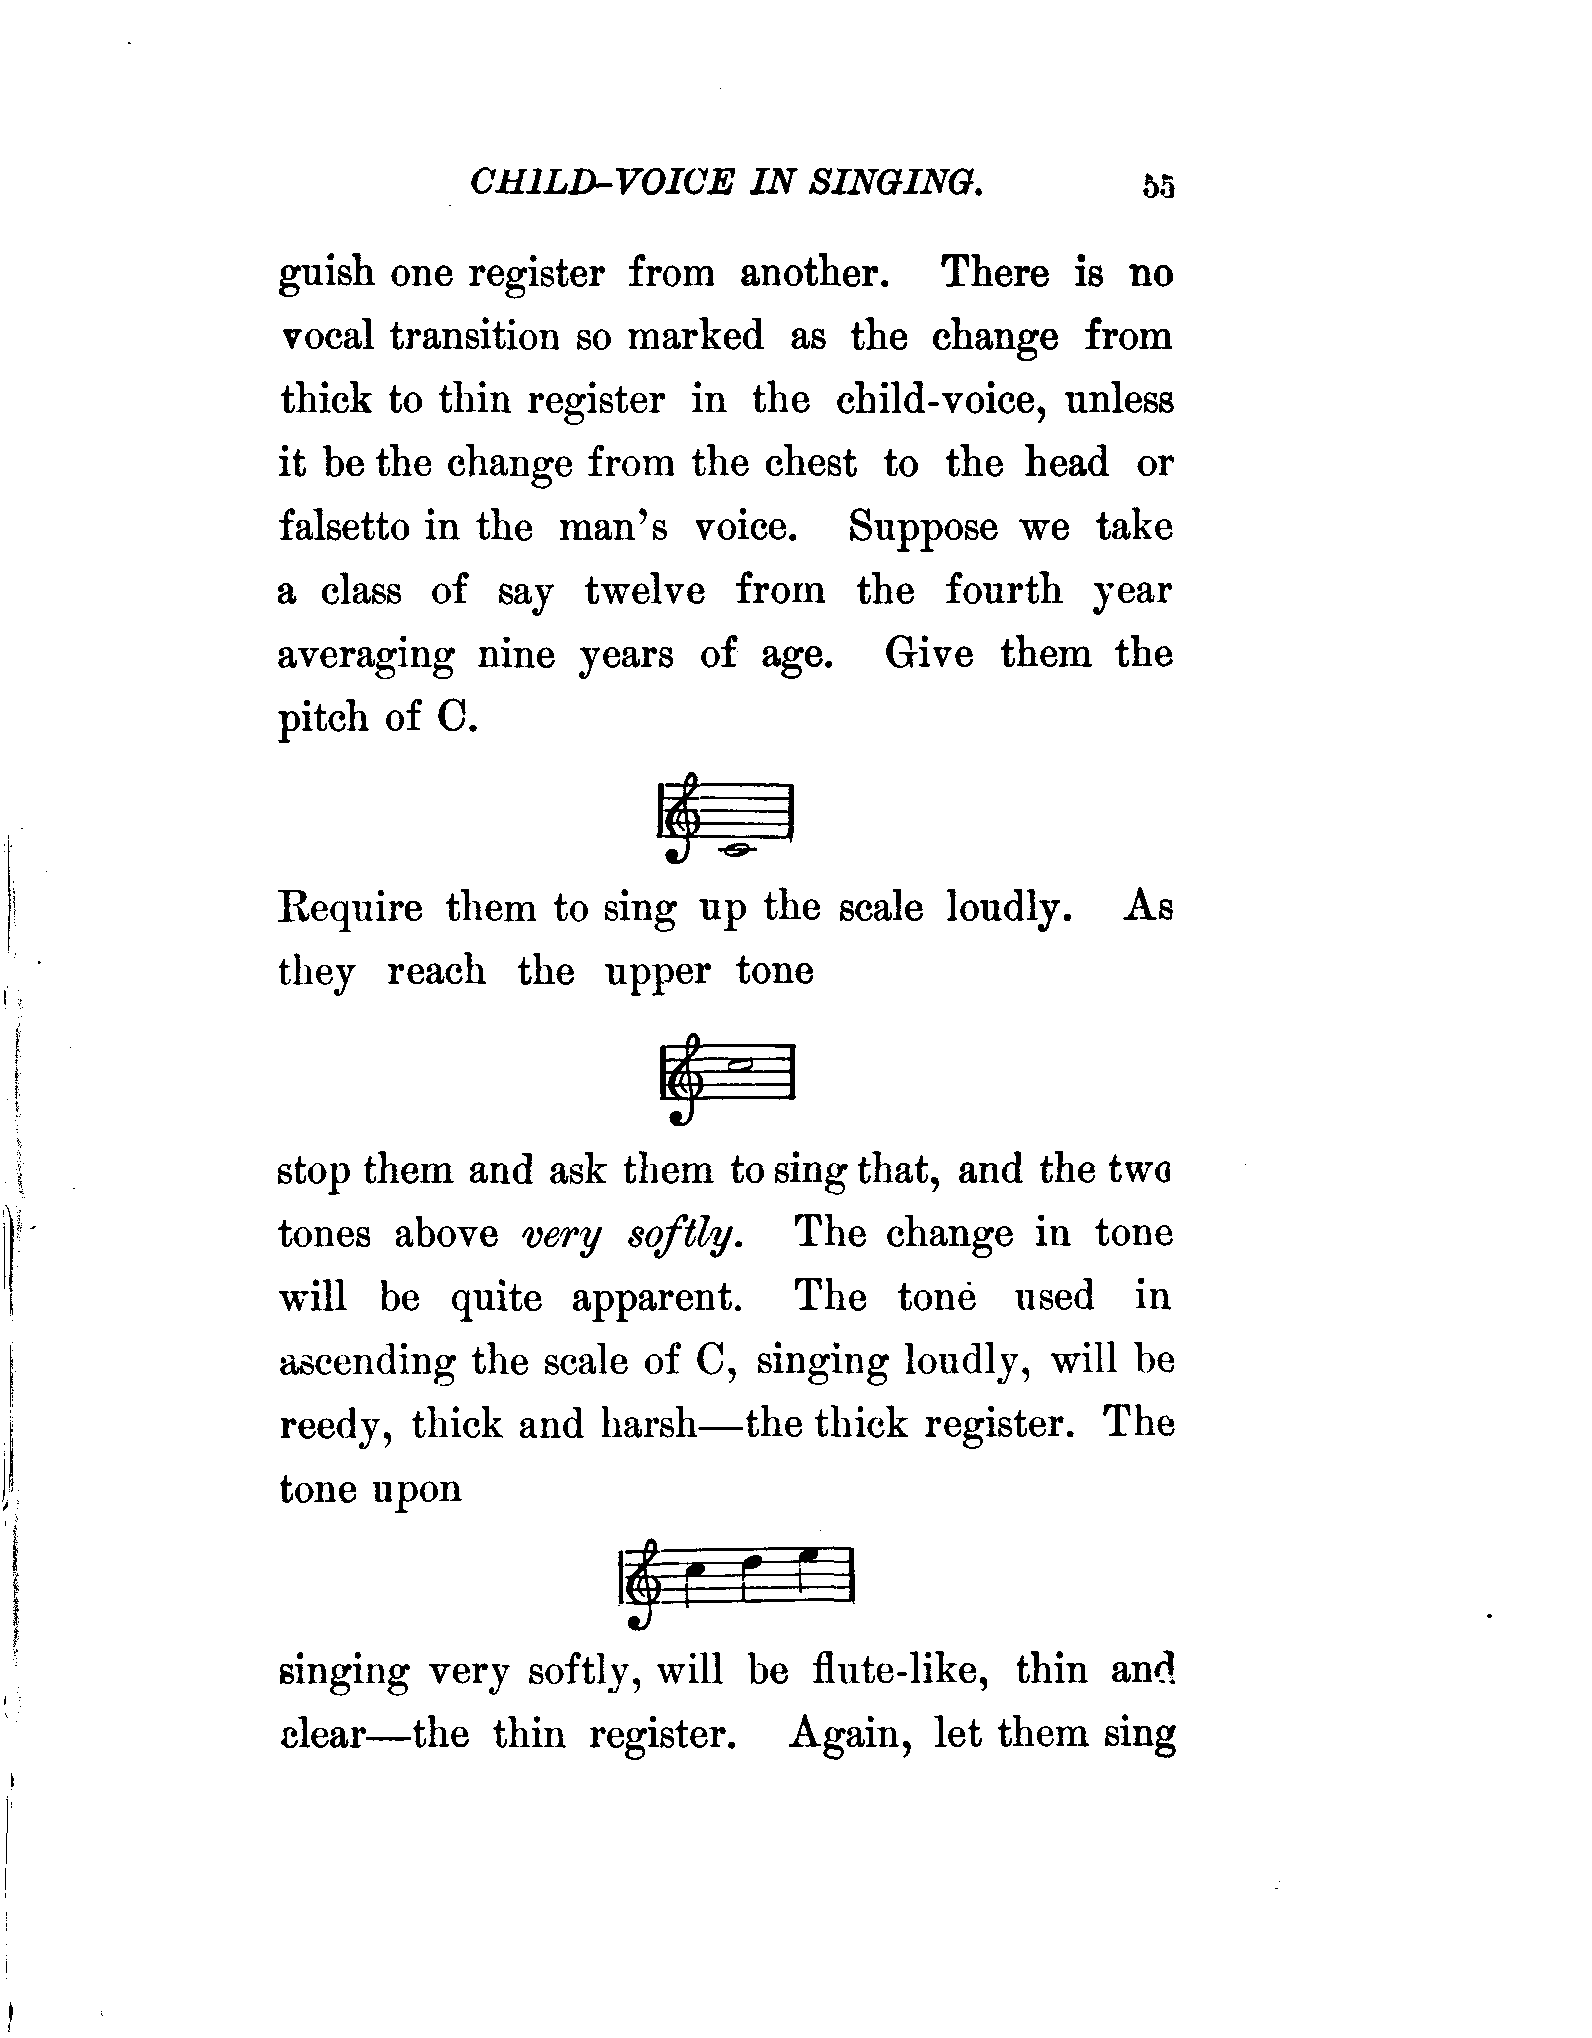 CHILD-VOICE IN SINGING. 55
guish one register from another. There is no
vocal transition so marked as the change from
thick to thin register in the child-voice, unless
it be the change from the chest to the head or
falsetto in the man's voice. Suppose we take
a class of say twelve from the fourth year
averaging nine years of age. Give them the
pitch of C.
Require them to sing up the scale loudly. As
they reach the upper tone
stop them and ask them to sing that, and the two
tones above very softly. The change in tone
will be quite apparent. The tone used in
ascending the scale of C, singing loudly, will be
reedy, thick and harsh—the thick register. The
tone upon
singing very softly, will be flute-like, thin and
clear—the thin register. Again, let them sing